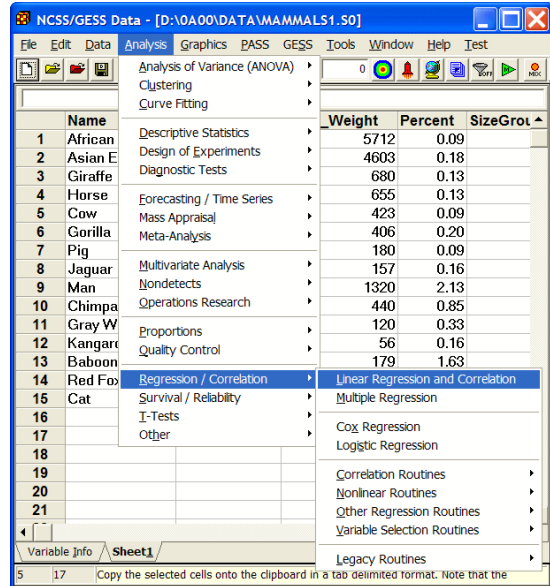 NCSS/GESS Data - [D:\0A00\DATA\MAMMALS1.S0]
File Edit Data Analysis Graphics PASS GESS Tools Window Help Test
0
Analysis of Variance (ANOVA)
Clustering
Curve Fitting
Descriptive Statistics
Design of Experiments
Diagnostic Tests
Forecasting / Time Series
Mass Appraisal
Meta-Analysis
Multivariate Analysis
Nondetects
Operations Research
Proportions
Quality Control
Regression / Correlation
Survival / Reliability
T-Tests
Other
Linear Regression and Correlation
Multiple Regression
Cox Regression
Logistic Regression
Correlation Routines
Nonlinear Routines
Other Regression Routines
Variable Selection Routines
Legacy Routines
Name _Weight Percent SizeGrou
1 African 5712 0.09
2 Asian E 4603 0.18
3 Giraffe 680 0.13
4 Horse 655 0.13
5 Cow 423 0.09
6 Gorilla 406 0.20
7 Pig 180 0.09
8 Jaguar 157 0.16
9 Man 1320 2.13
10 Chimpa 440 0.85
11 Gray W 120 0.33
12 Kangaro 56 0.16
13 Baboon 179 1.63
14 Red Fox
15 Cat
16
17
18
19
20
21
Variable Info Sheet1
5 17 Copy the selected cells onto the clipboard in a tab delimited format. Note that the